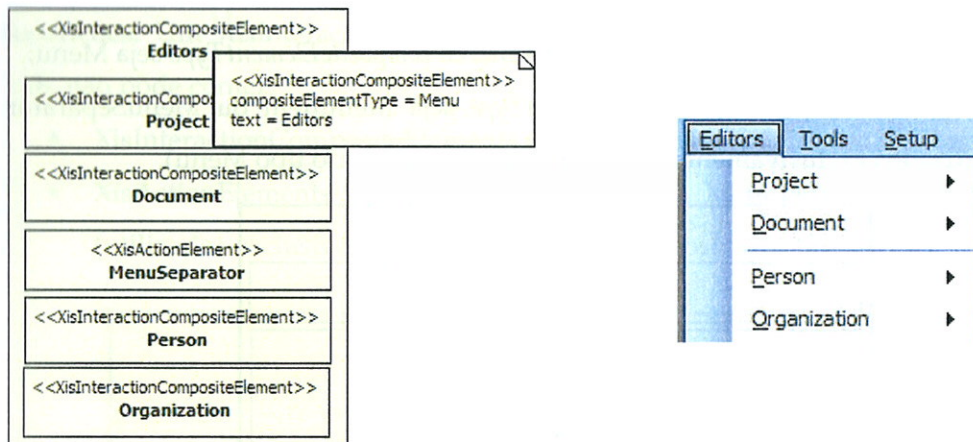 <<XisInteractionCompositeElement>>
Editors
<<XisInteractionCompos
Project
<<XisInteractionCompositeElement>>
compositeElementType = Menu
text = Editors
<<XisInteractionCompositeElement>>
Document
<<XisActionElement>>
MenuSeparator
<<XisInteractionCompositeElement>>
Person
<<XisInteractionCompositeElement>>
Organization
Editors Tools Setup
Project
Document
Person
Organization